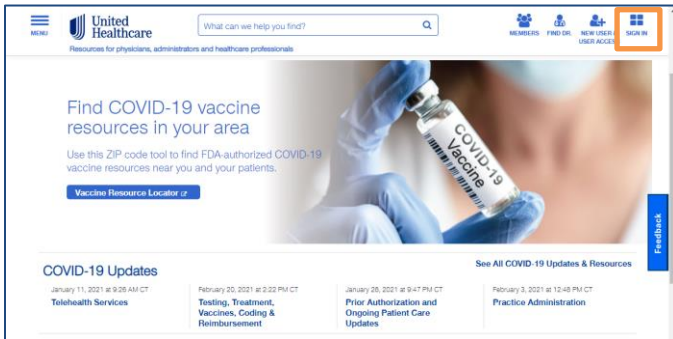 United
Healthcare
What can we help you find?
MENU
MEMBERS
FIND DR.
NEW USER &
USER ACCESS
SIGN IN
Resources for physicians, administrators and healthcare professionals
Find COVID-19 vaccine
resources in your area
Use this ZIP code tool to find FDA-authorized COVID-19
vaccine resources near you and your patients.
Vaccine Resource Locator
COVID-19
Vaccine
Feedback
COVID-19 Updates
See All COVID-19 Updates & Resources
January 11, 2021 at 9:26 AM CT
Telehealth Services
February 20, 2021 at 2:22 PM CT
Testing, Treatment,
Vaccines, Coding &
Reimbursement
January 26, 2021 at 9:47 PM CT
Prior Authorization and
Ongoing Patient Care
Updates
February 3, 2021 at 12:48 PM CT
Practice Administration